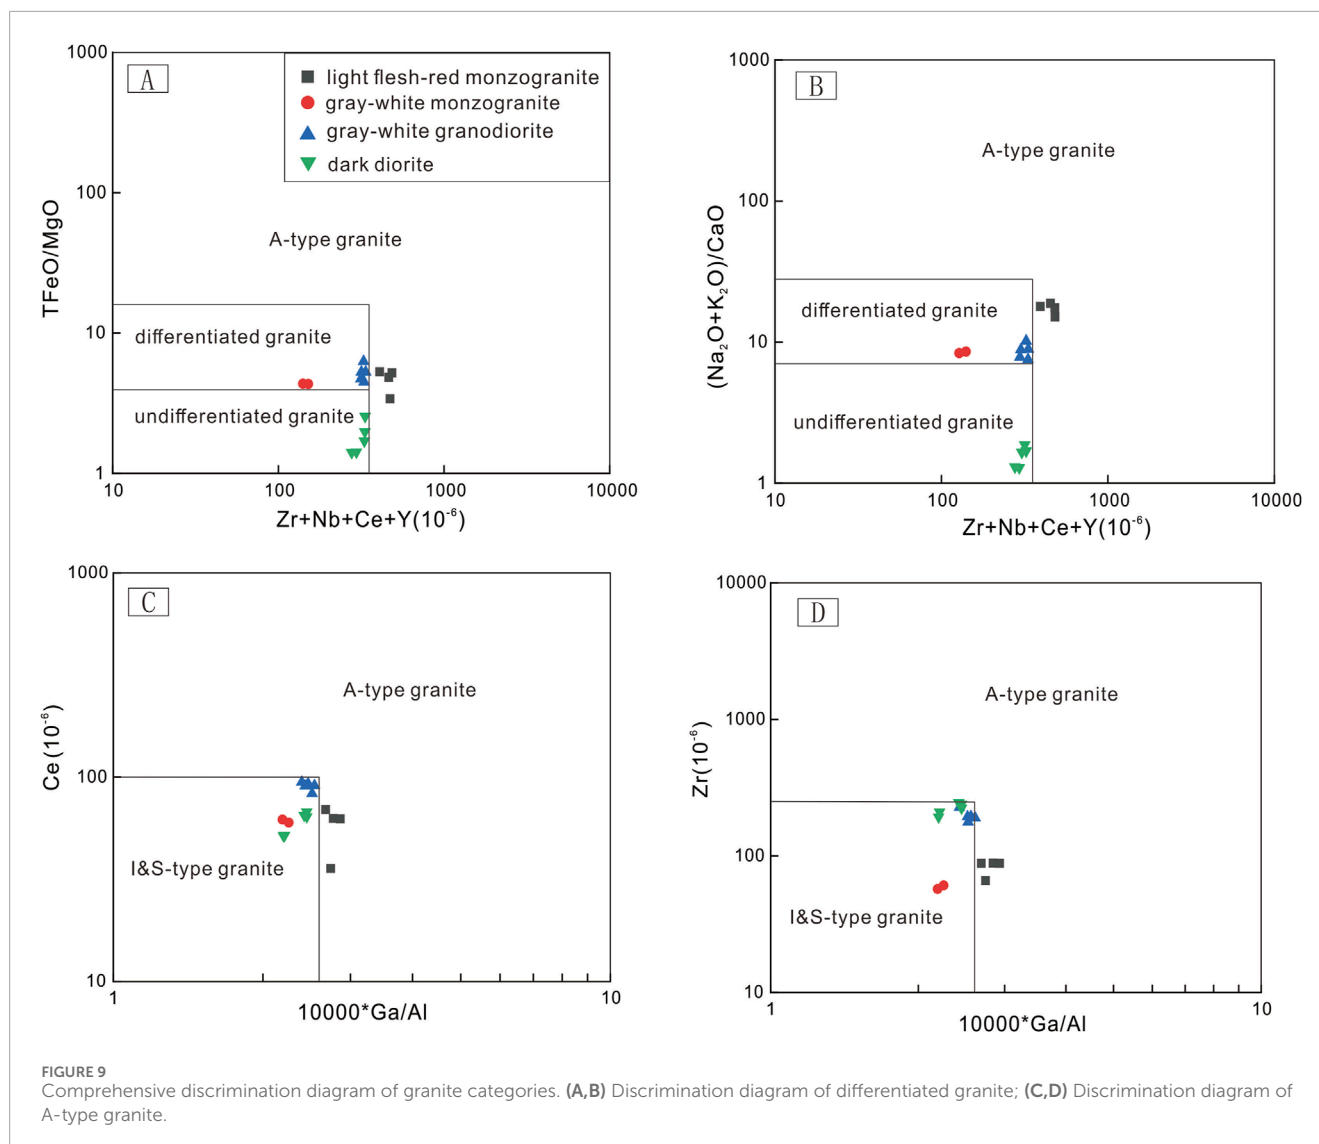 A
light flesh-red monzogranite
gray-white monzogranite
gray-white granodiorite
dark diorite
1000
100
10
1
TFeO/MgO
A-type granite
differentiated granite
undifferentiated granite
10
100
1000
10000
Zr+Nb+Ce+Y(10⁻⁶)
B
1000
100
10
1
(Na₂O+K₂O)/CaO
A-type granite
differentiated granite
undifferentiated granite
10
100
1000
10000
Zr+Nb+Ce+Y(10⁻⁶)
C
1000
100
10
Ce(10⁻⁶)
A-type granite
I&S-type granite
1
10
10000*Ga/Al
D
10000
1000
100
10
Zr(10⁻⁶)
A-type granite
I&S-type granite
1
10
10000*Ga/Al
FIGURE 9
Comprehensive discrimination diagram of granite categories. (A,B) Discrimination diagram of differentiated granite; (C,D) Discrimination diagram of
A-type granite.